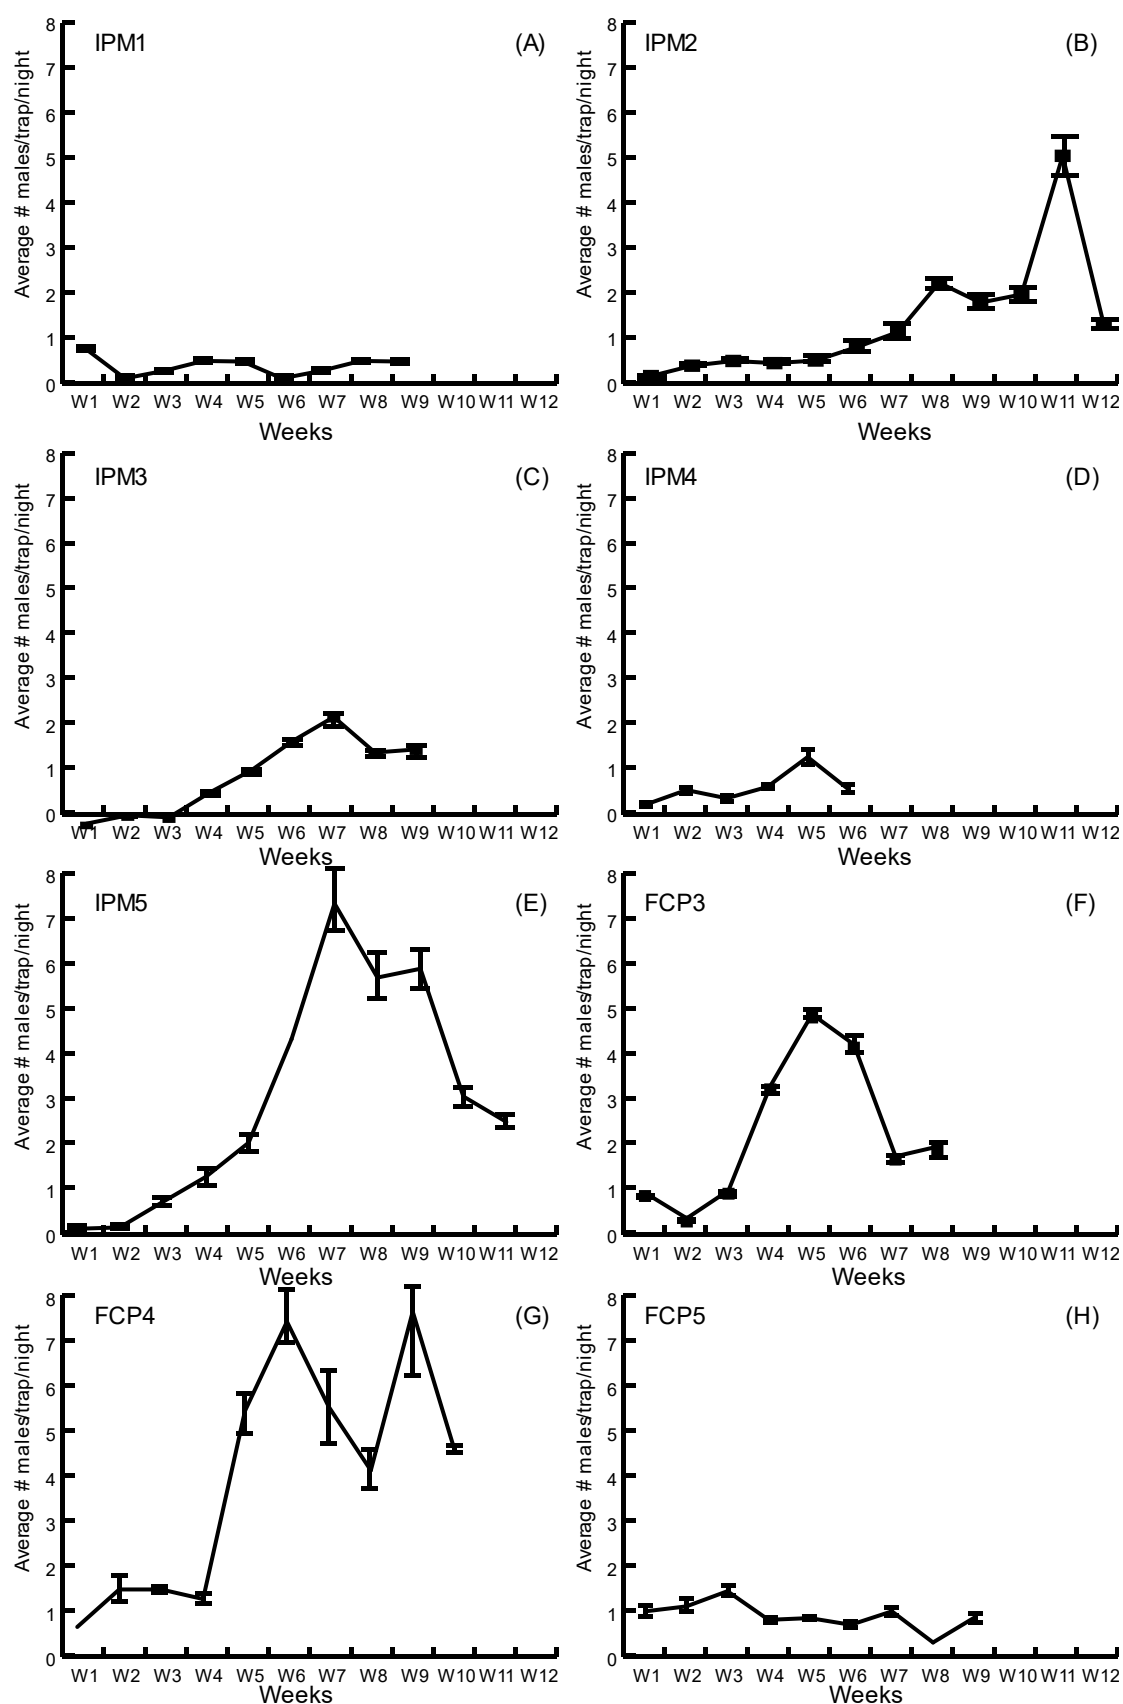 IPM1 (A)
Average # males/trap/night
8
7
6
5
4
3
2
1
0
W1 W2 W3 W4 W5 W6 W7 W8 W9 W10 W11 W12
Weeks
IPM2 (B)
Average # males/trap/night
8
7
6
5
4
3
2
1
0
W1 W2 W3 W4 W5 W6 W7 W8 W9 W10 W11 W12
Weeks
IPM3 (C)
Average # males/trap/night
8
7
6
5
4
3
2
1
0
W1 W2 W3 W4 W5 W6 W7 W8 W9 W10 W11 W12
Weeks
IPM4 (D)
Average # males/trap/night
8
7
6
5
4
3
2
1
0
W1 W2 W3 W4 W5 W6 W7 W8 W9 W10 W11 W12
Weeks
IPM5 (E)
Average # males/trap/night
8
7
6
5
4
3
2
1
0
W1 W2 W3 W4 W5 W6 W7 W8 W9 W10 W11 W12
Weeks
FCP3 (F)
Average # males/trap/night
8
7
6
5
4
3
2
1
0
W1 W2 W3 W4 W5 W6 W7 W8 W9 W10 W11 W12
Weeks
FCP4 (G)
Average # males/trap/night
8
7
6
5
4
3
2
1
0
W1 W2 W3 W4 W5 W6 W7 W8 W9 W10 W11 W12
Weeks
FCP5 (H)
Average # males/trap/night
8
7
6
5
4
3
2
1
0
W1 W2 W3 W4 W5 W6 W7 W8 W9 W10 W11 W12
Weeks